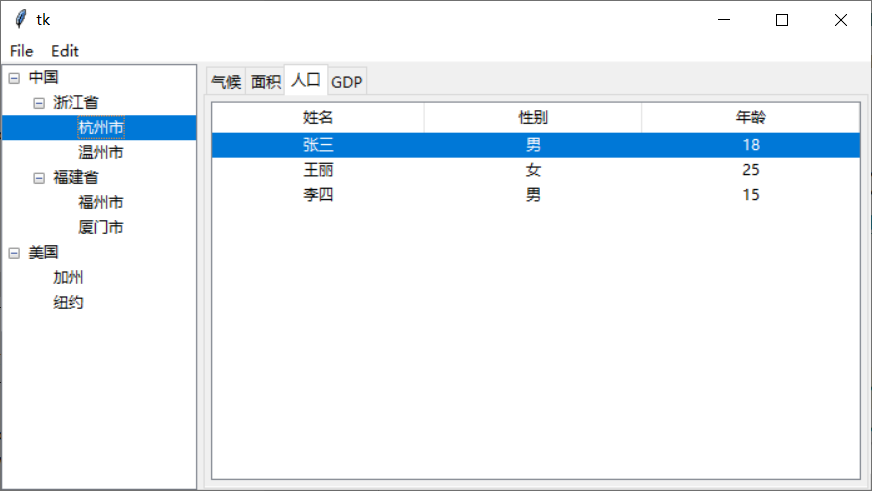 tk
File Edit
中国
浙江省
杭州市
温州市
福建省
福州市
厦门市
美国
加州
纽约
气候 面积 人口 GDP
姓名 性别 年龄
张三 男 18
王丽 女 25
李四 男 15